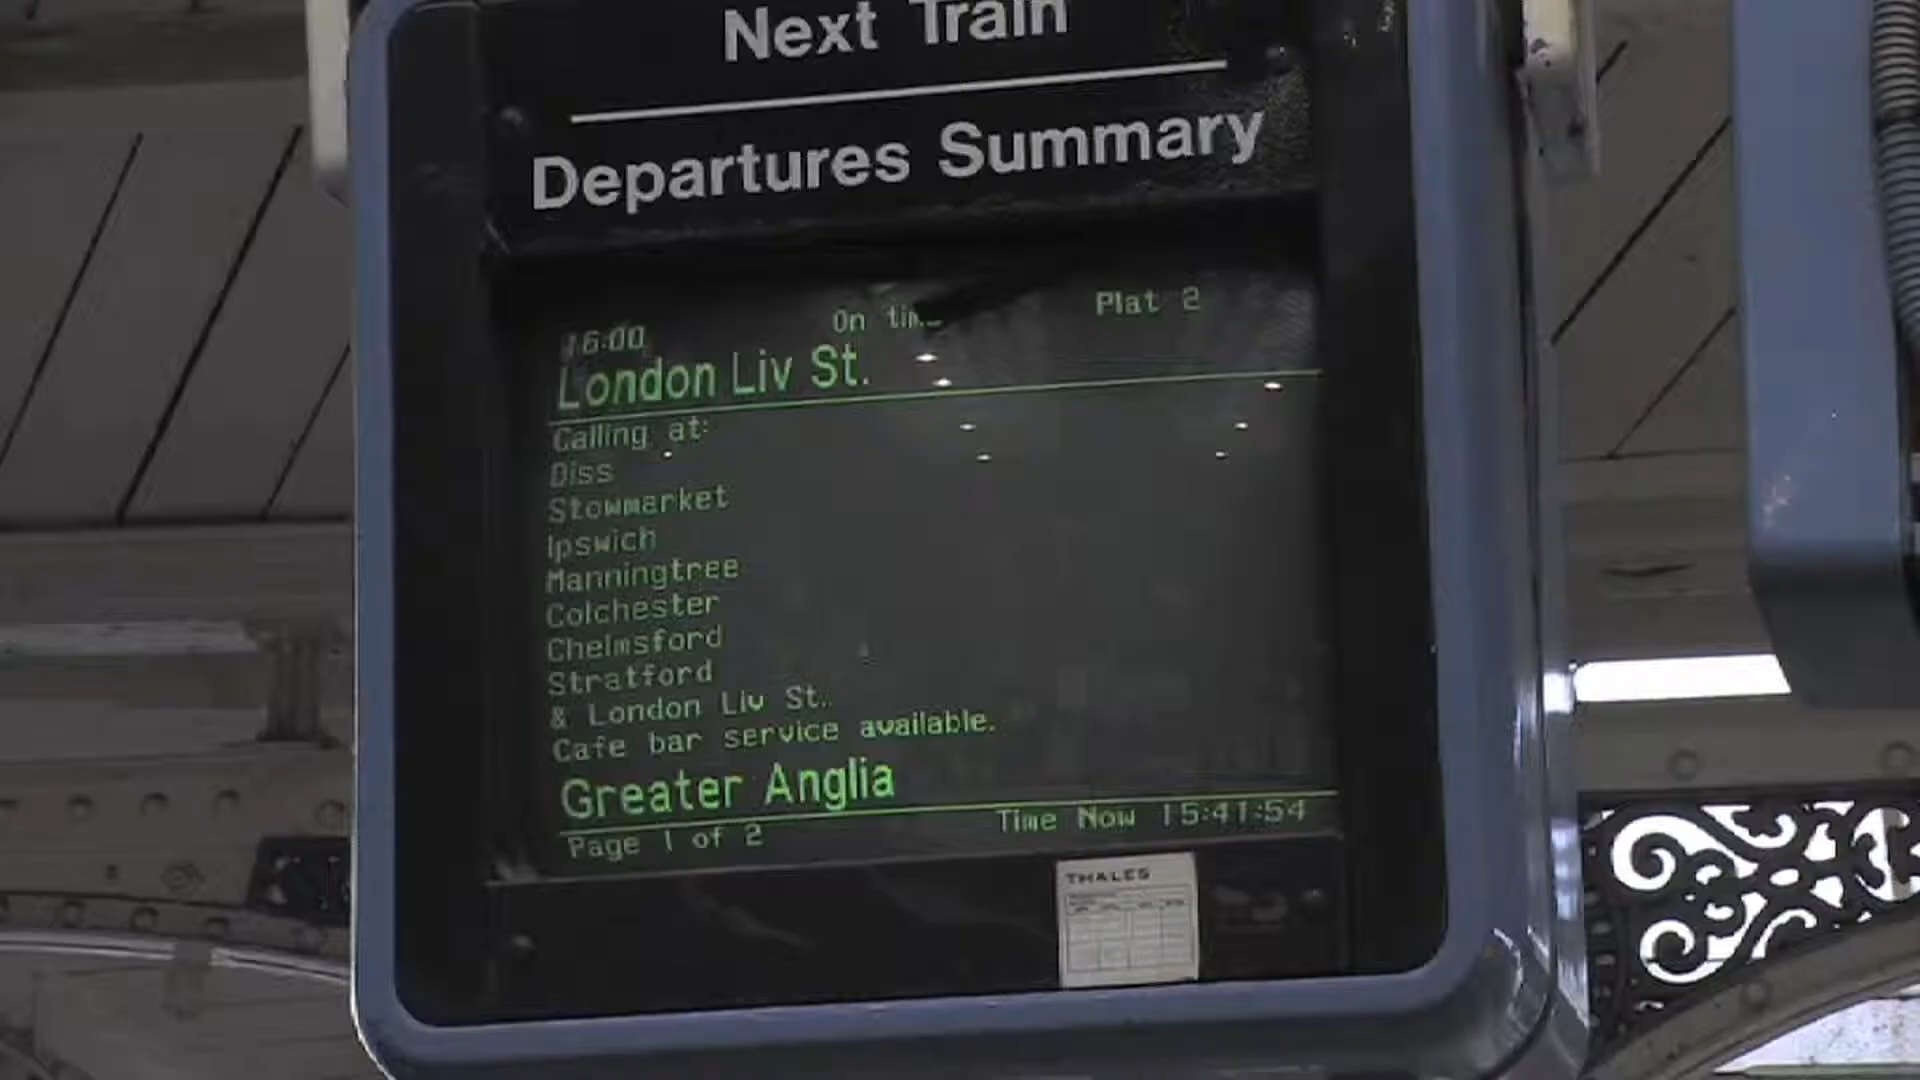 Next Train
Departures Summary
16:00 On time Plat 2
London Liv St.
Calling at:
Diss
Stowmarket
Ipswich
Manningtree
Colchester
Chelmsford
Stratford
& London Liv St.
Cafe bar service available.
Greater Anglia
Page 1 of 2 Time Now 15:41:54
THALES